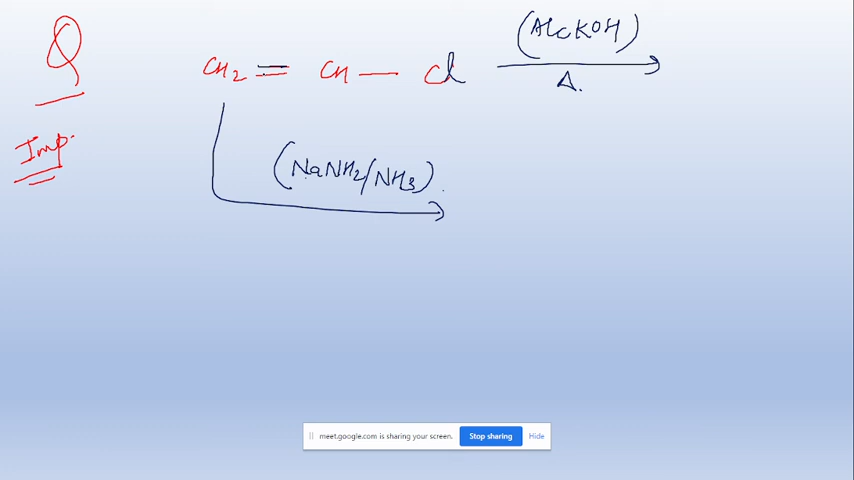 Q
(Alc KOH)
CH2 = CH — Cl
Δ.
Imp.
(NaNH2/NH3).
meet.google.com is sharing your screen.
Stop sharing
Hide